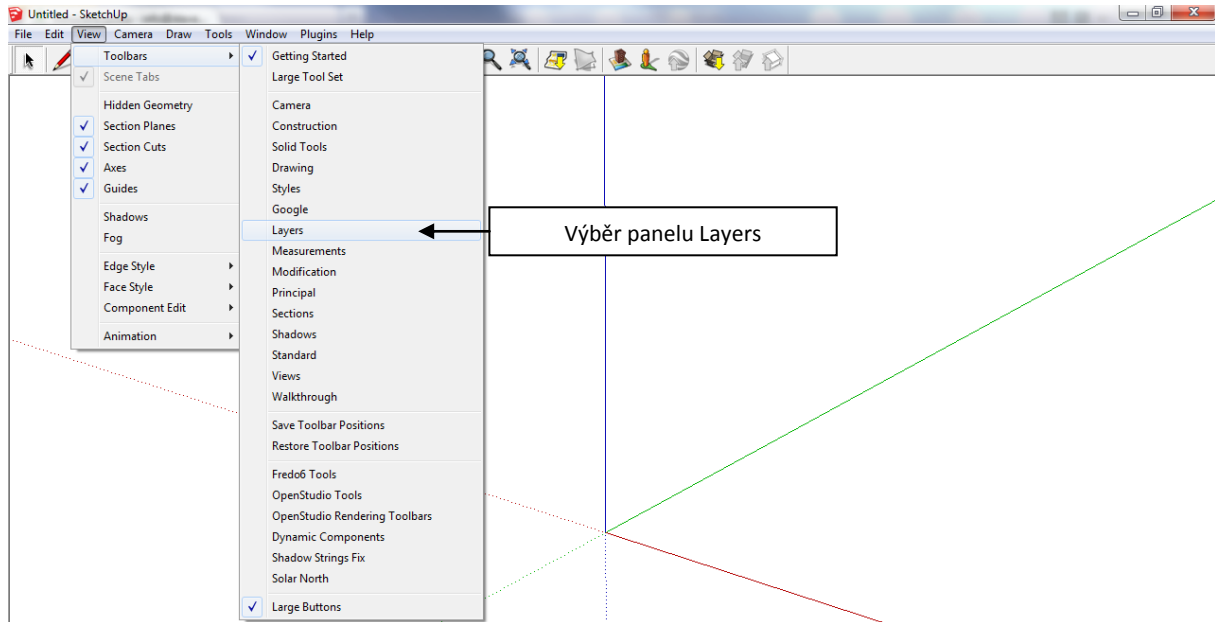 Untitled - SketchUp
File Edit View Camera Draw Tools Window Plugins Help
Toolbars
Scene Tabs
Hidden Geometry
Section Planes
Section Cuts
Axes
Guides
Shadows
Fog
Edge Style
Face Style
Component Edit
Animation
Getting Started
Large Tool Set
Camera
Construction
Solid Tools
Drawing
Styles
Google
Layers
Measurements
Modification
Principal
Sections
Shadows
Standard
Views
Walkthrough
Save Toolbar Positions
Restore Toolbar Positions
Fredo6 Tools
OpenStudio Tools
OpenStudio Rendering Toolbars
Dynamic Components
Shadow Strings Fix
Solar North
Large Buttons
Výběr panelu Layers